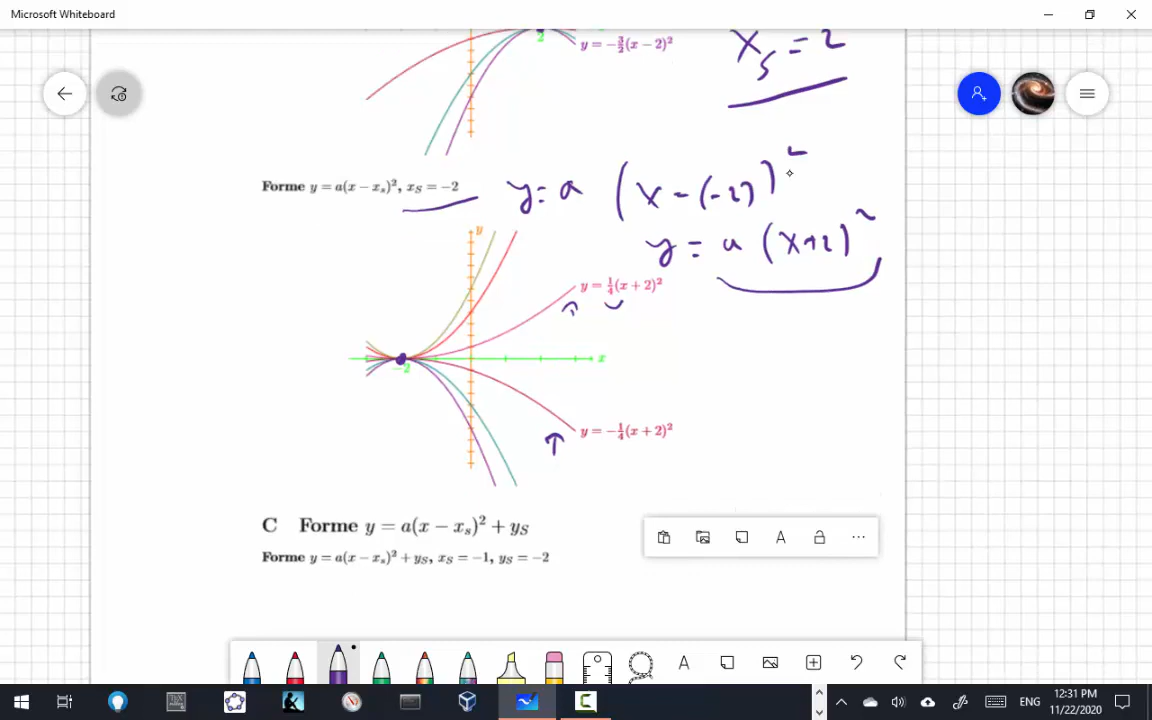 Microsoft Whiteboard
2
y = −3/2(x − 2)²
x_S = 2
Forme y = a(x − x_s)², x_S = −2
y = a (x − (−2))²
y = a (x+2)²
y
y = 1/4(x + 2)²
x
−2
y = −1/4(x + 2)²
C Forme y = a(x − x_s)² + y_S
Forme y = a(x − x_s)² + y_S, x_S = −1, y_S = −2
A
A
ENG
12:31 PM
11/22/2020